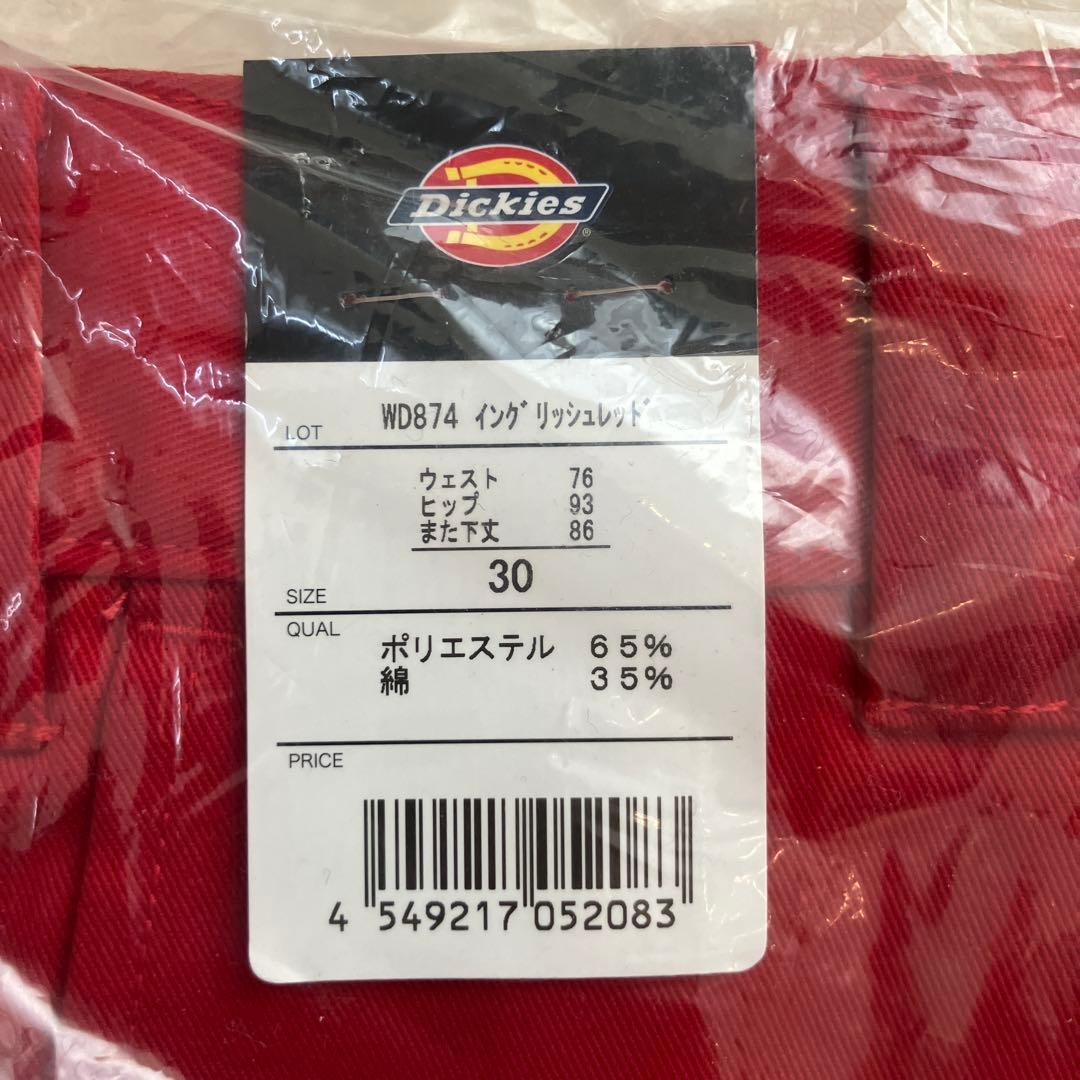 Dickies
®
LOT WD874 ｲﾝｸﾞﾘｯｼｭﾚｯﾄﾞ
ウェスト 76
ヒップ 93
また下丈 86
SIZE 30
QUAL ポリエステル ６５％
綿 ３５％
PRICE
4 549217 052083